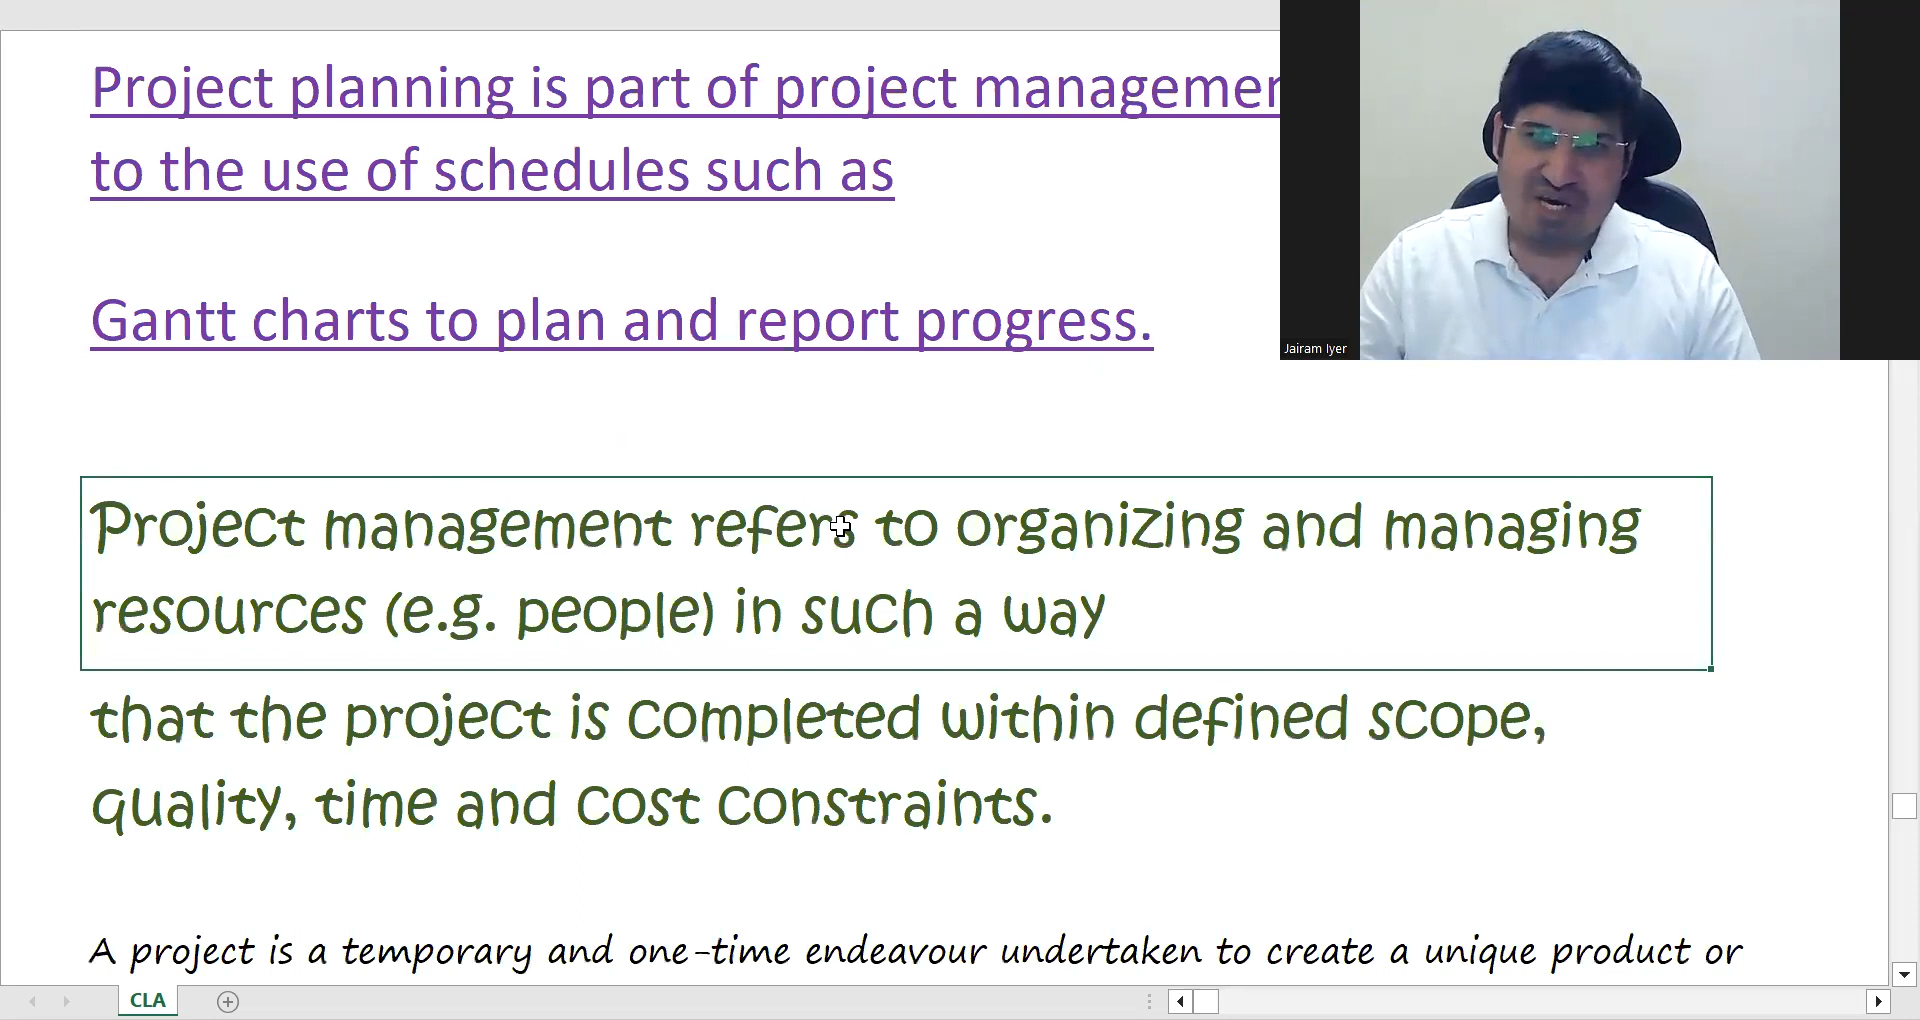 Project planning is part of project managemen
to the use of schedules such as
Gantt charts to plan and report progress.
Jairam Iyer
Project management refers to organizing and managing
resources (e.g. people) in such a way
that the project is completed within defined scope,
quality, time and cost constraints.
A project is a temporary and one-time endeavour undertaken to create a unique product or
CLA